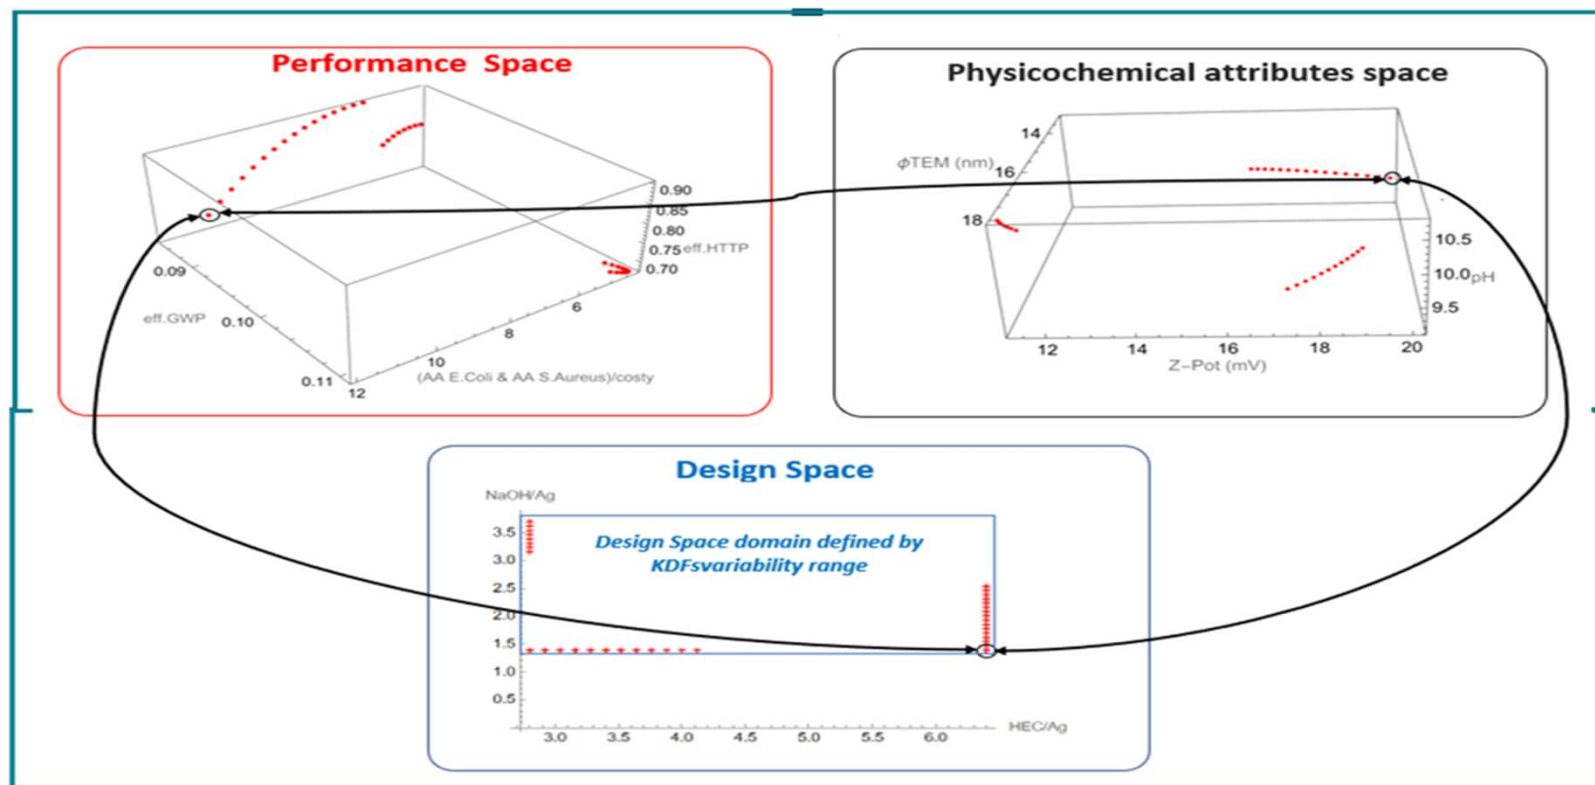 Performance Space
0.90
0.85
0.80
0.75
eff.HTTP
0.70
0.09
eff.GWP
0.10
0.11
6
8
10
12
(AA E.Coli & AA S.Aureus)/costy
Physicochemical attributes space
14
ϕTEM (nm)
16
18
10.5
10.0
pH
9.5
12
14
16
18
20
Z-Pot (mV)
Design Space
NaOH/Ag
3.5
3.0
2.5
2.0
1.5
1.0
0.5
Design Space domain defined by
KDFsvariability range
3.0
3.5
4.0
4.5
5.0
5.5
6.0
HEC/Ag